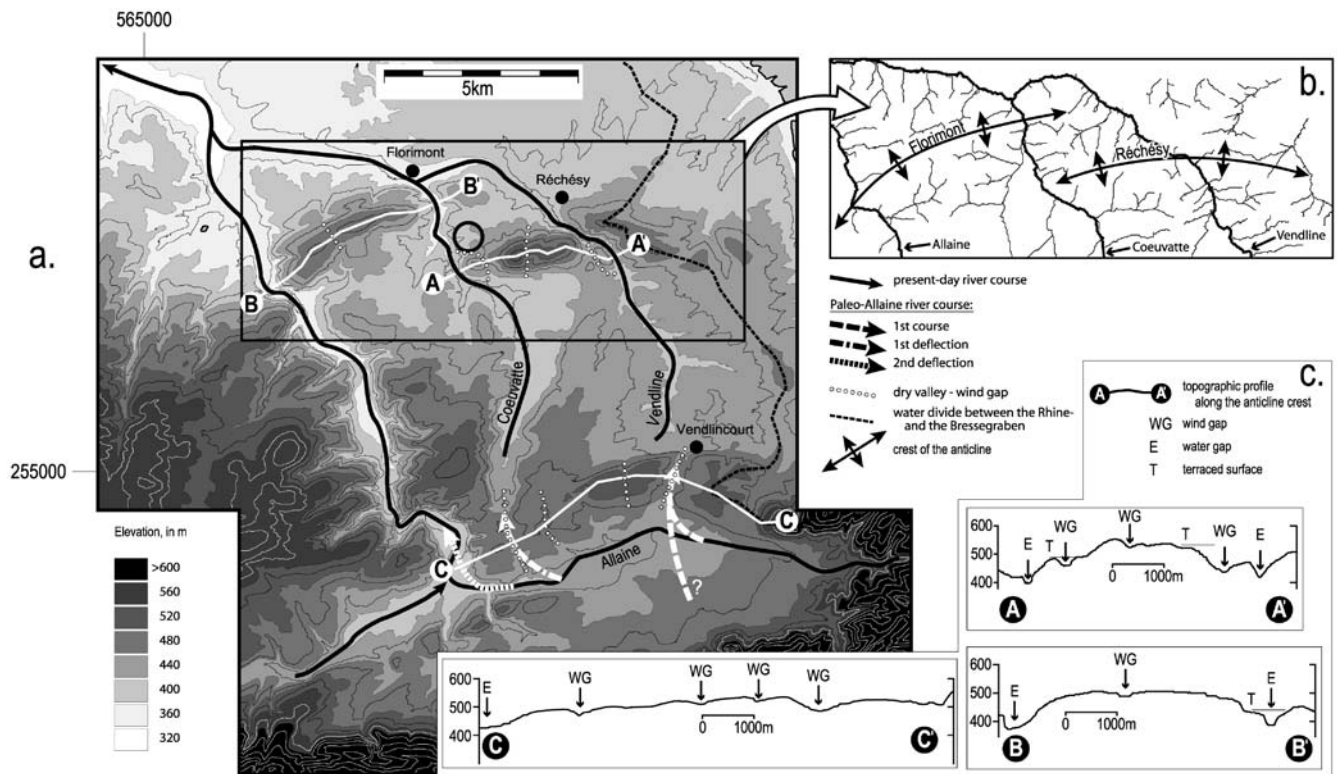 565000
5km
a.
Florimont
Réchésy
B'
A'
A
B
Coeuvatte
Vendline
Vendlincourt
255000
C
C'
Allaine
?
Elevation, in m
>600
560
520
480
440
400
360
320
b.
Florimont
Réchésy
Allaine
Coeuvatte
Vendline
present-day river course
Paleo-Allaine river course:
1st course
1st deflection
2nd deflection
dry valley - wind gap
water divide between the Rhine-
and the Bressegraben
crest of the anticline
c.
A A' topographic profile
along the anticline crest
WG wind gap
E water gap
T terraced surface
600
500
400
E T WG WG T WG E
0 1000m
A A'
600
500
400
E WG WG WG WG
0 1000m
C C'
600
500
400
E WG T E
0 1000m
B B'